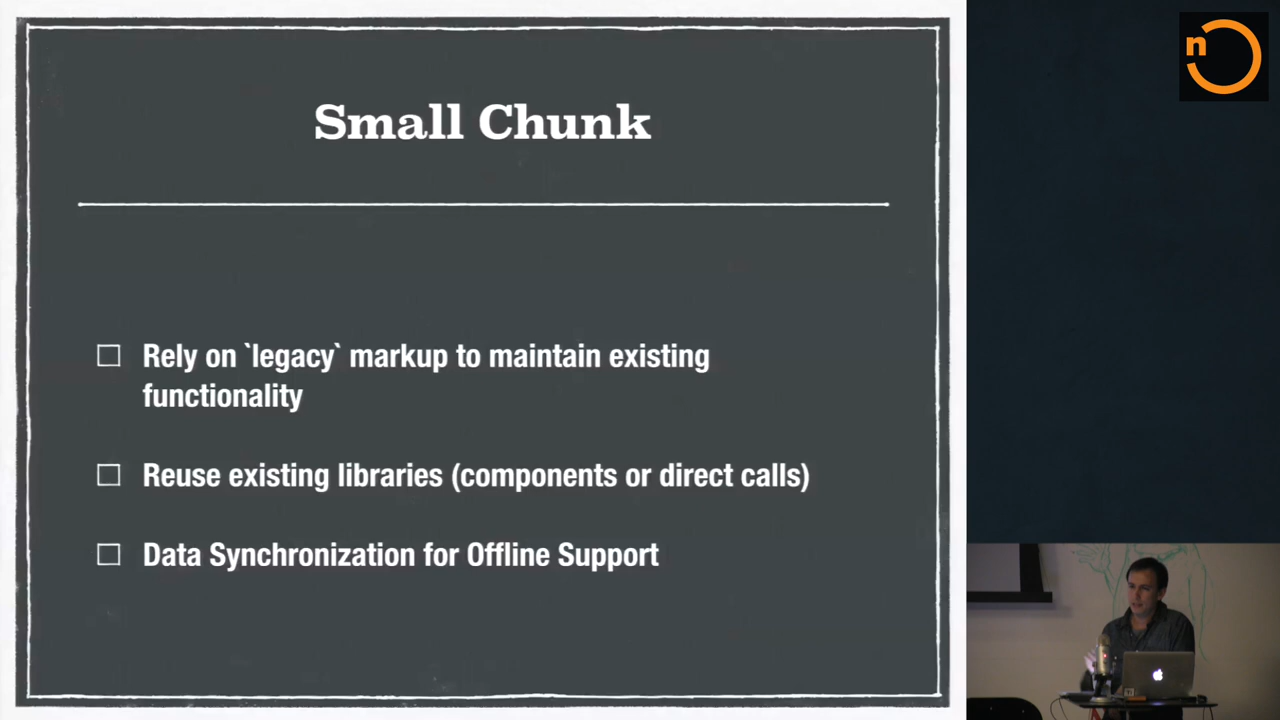 Small Chunk
Rely on `legacy` markup to maintain existing
functionality
Reuse existing libraries (components or direct calls)
Data Synchronization for Offline Support
n